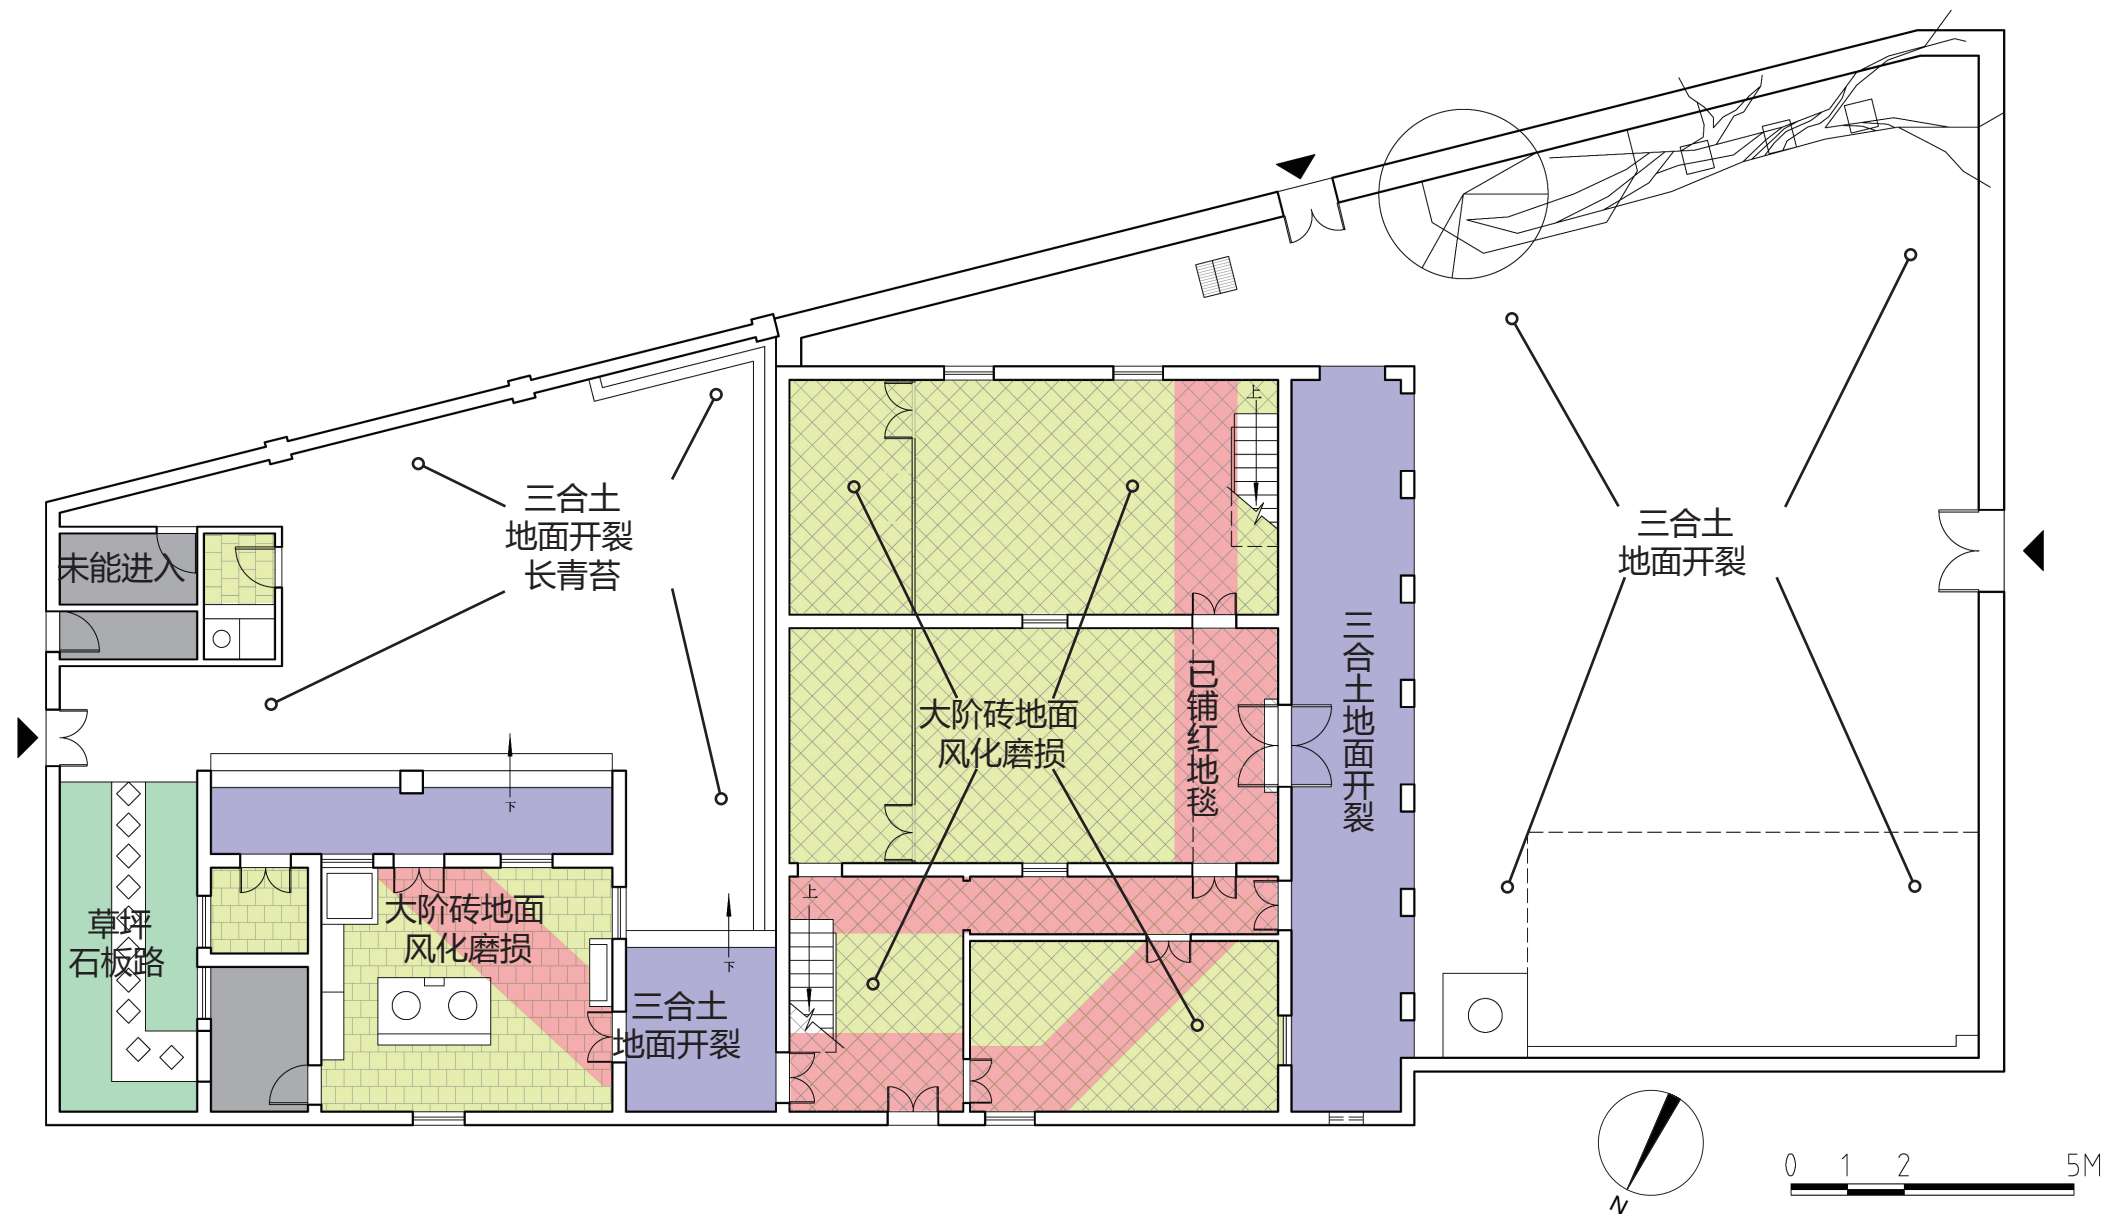 上
三合土
地面开裂
长青苔
三合土
地面开裂
未能进入
三合土地面开裂
已铺红地毯
大阶砖地面
风化磨损
下
上
大阶砖地面
风化磨损
草坪
石板路
下
三合土
地面开裂
0 1 2 5M
N